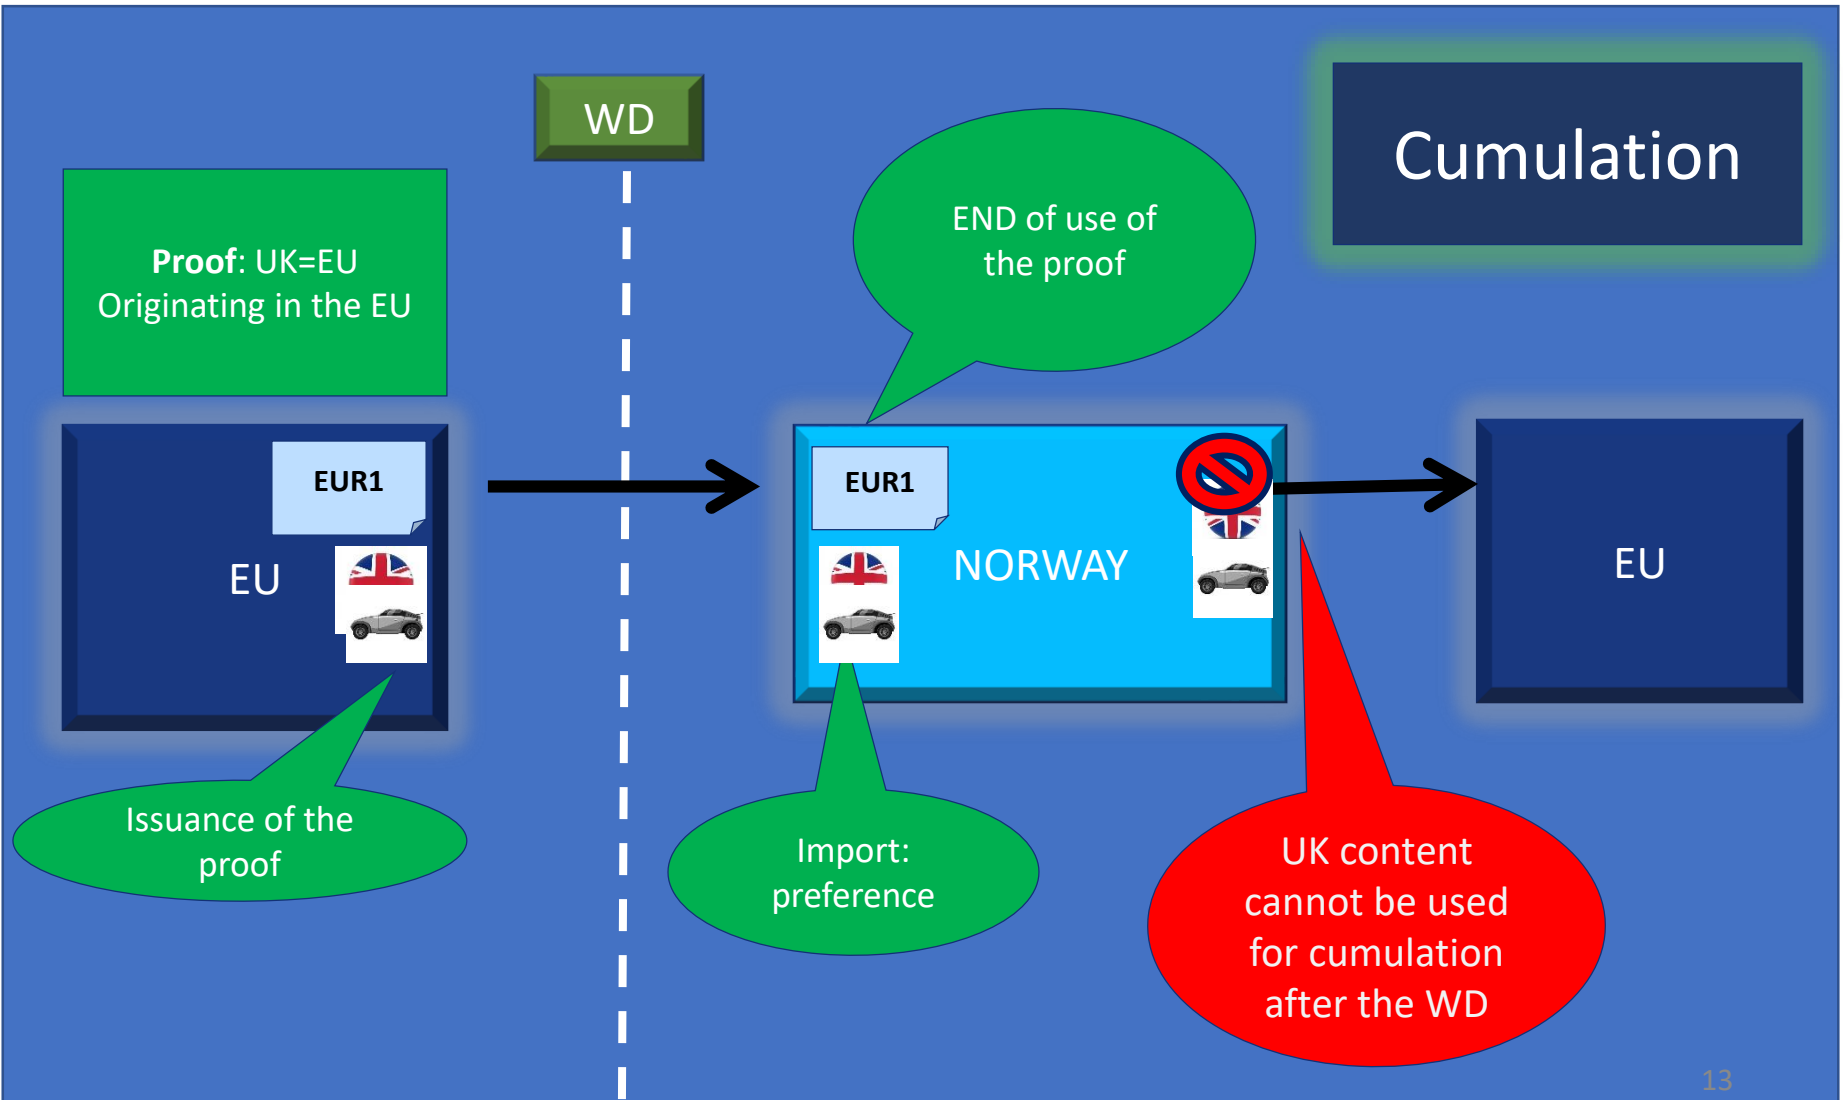 WD
Cumulation
Proof: UK=EU
Originating in the EU
END of use of
the proof
EUR1
EU
EUR1
NORWAY
EU
Issuance of the
proof
Import:
preference
UK content
cannot be used
for cumulation
after the WD
13